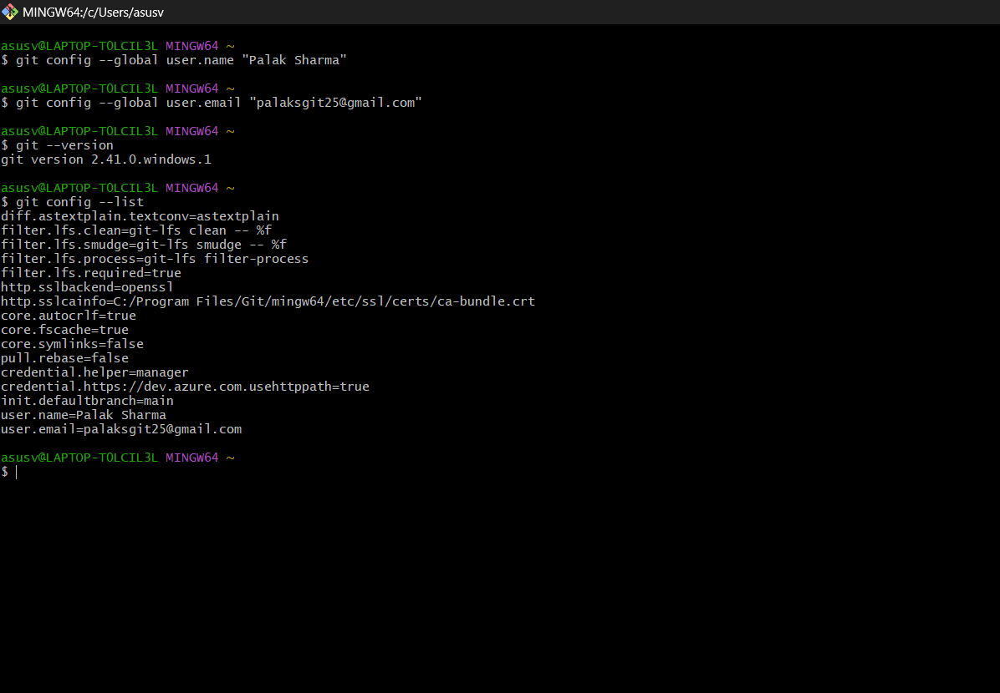 MINGW64:/c/Users/asusv
asusv@LAPTOP-T0LCIL3L MINGW64 ~
$ git config --global user.name "Palak Sharma"
asusv@LAPTOP-T0LCIL3L MINGW64 ~
$ git config --global user.email "palaksgit25@gmail.com"
asusv@LAPTOP-T0LCIL3L MINGW64 ~
$ git --version
git version 2.41.0.windows.1
asusv@LAPTOP-T0LCIL3L MINGW64 ~
$ git config --list
diff.astextplain.textconv=astextplain
filter.lfs.clean=git-lfs clean -- %f
filter.lfs.smudge=git-lfs smudge -- %f
filter.lfs.process=git-lfs filter-process
filter.lfs.required=true
http.sslbackend=openssl
http.sslcainfo=C:/Program Files/Git/mingw64/etc/ssl/certs/ca-bundle.crt
core.autocrlf=true
core.fscache=true
core.symlinks=false
pull.rebase=false
credential.helper=manager
credential.https://dev.azure.com.usehttppath=true
init.defaultbranch=main
user.name=Palak Sharma
user.email=palaksgit25@gmail.com
asusv@LAPTOP-T0LCIL3L MINGW64 ~
$